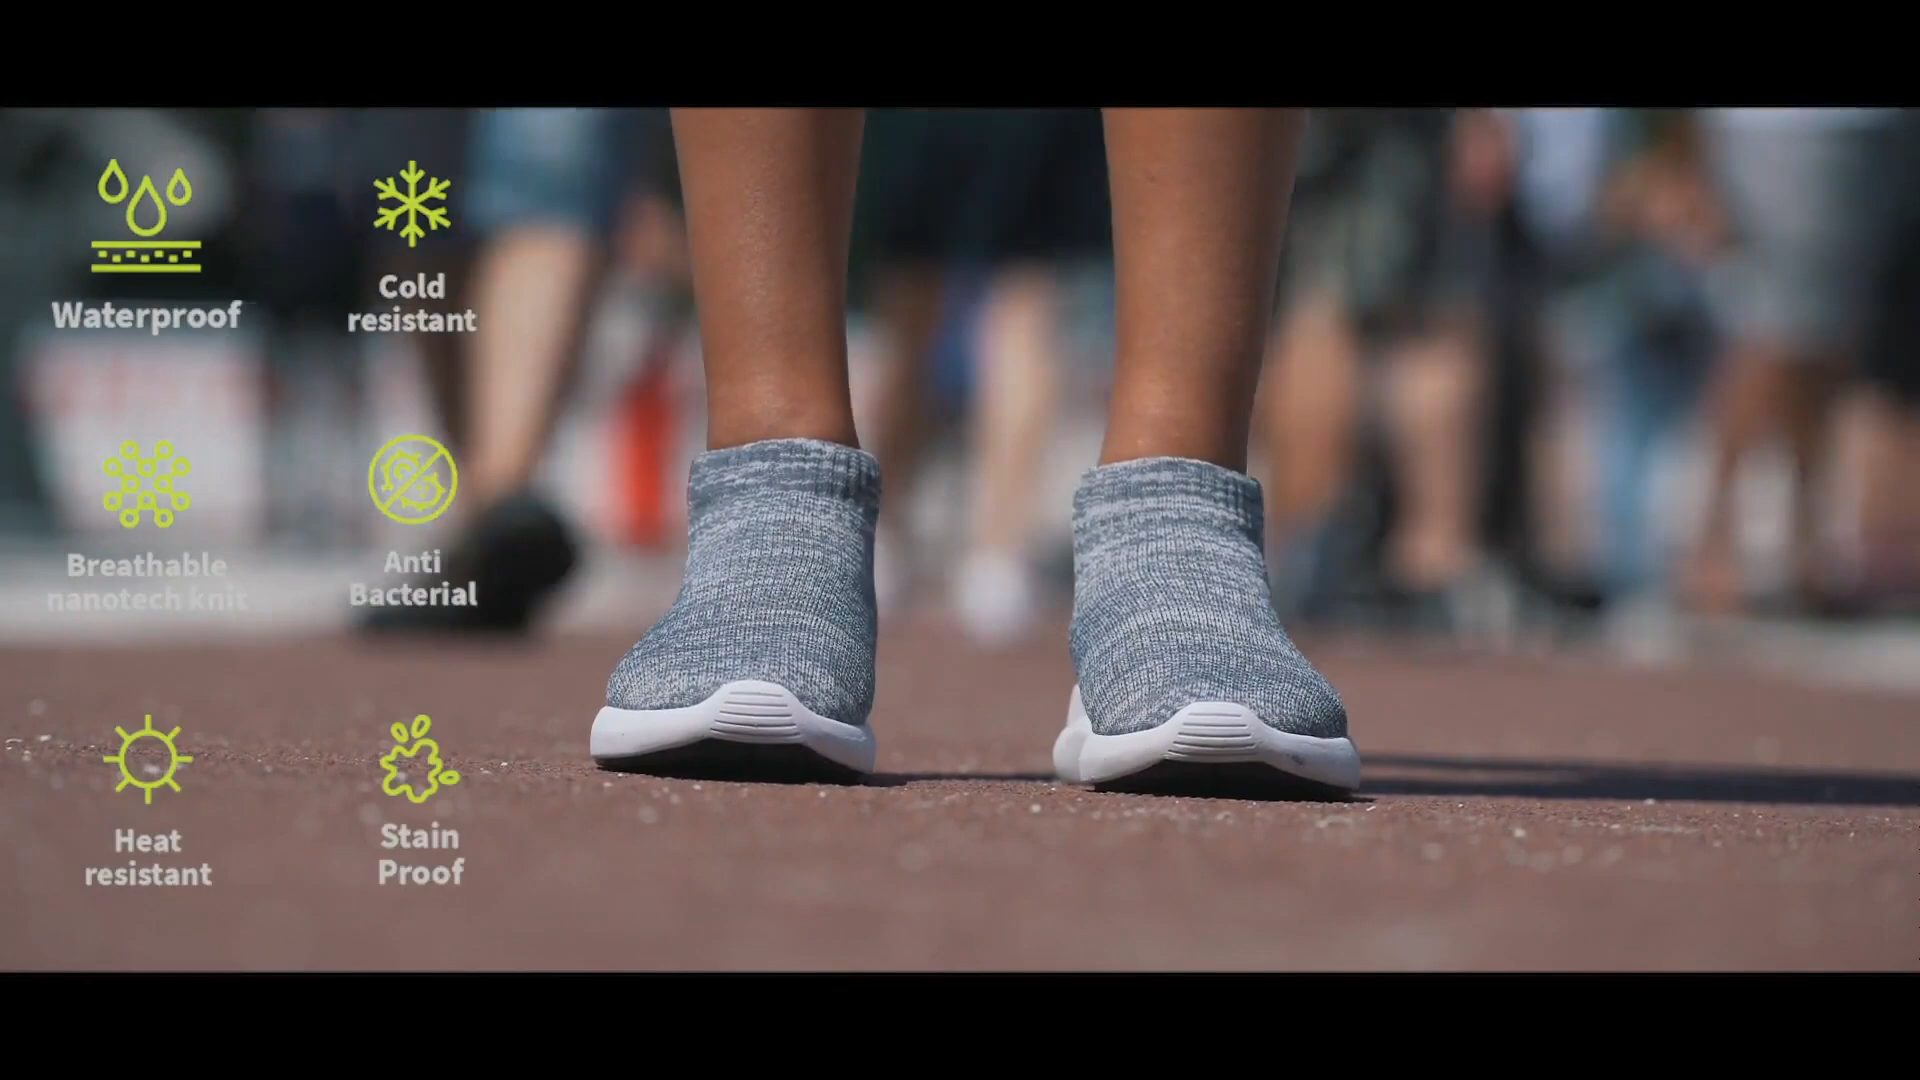 Waterproof
Cold
resistant
Breathable
nanotech knit
Anti
Bacterial
Heat
resistant
Stain
Proof